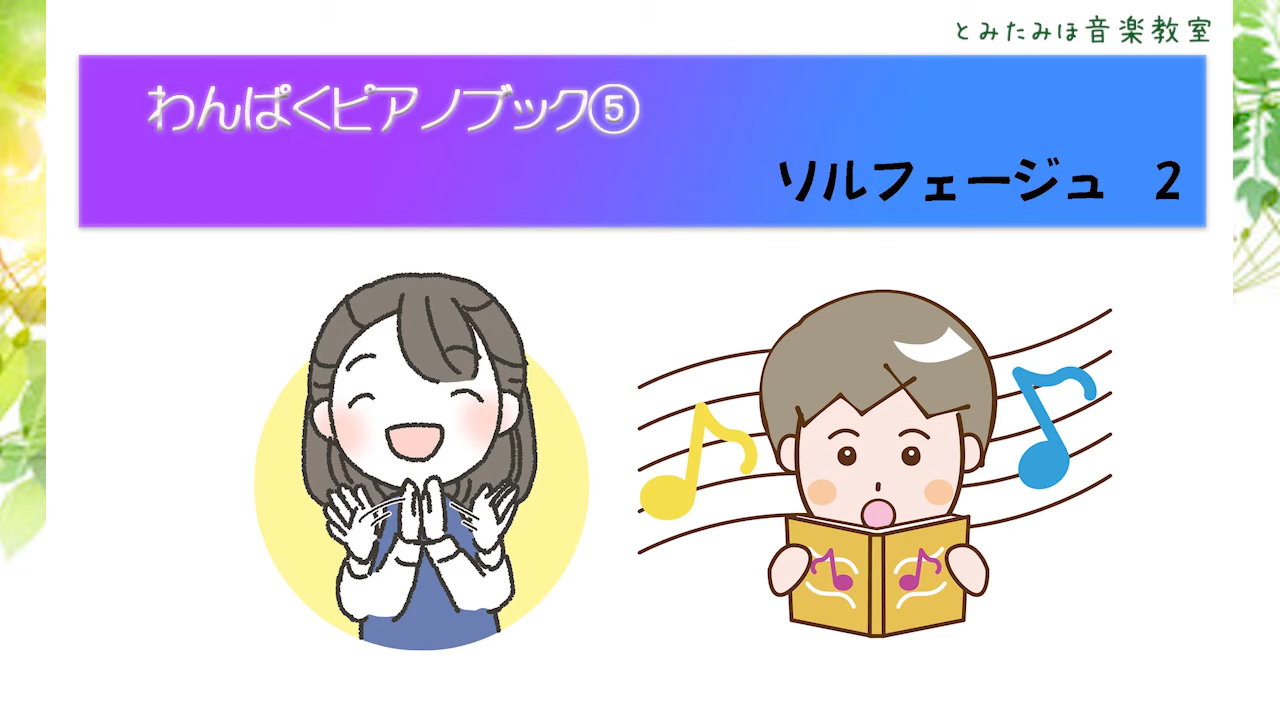 とみたみほ音楽教室
わんぱくピアノブック⑤
ソルフェージュ　2